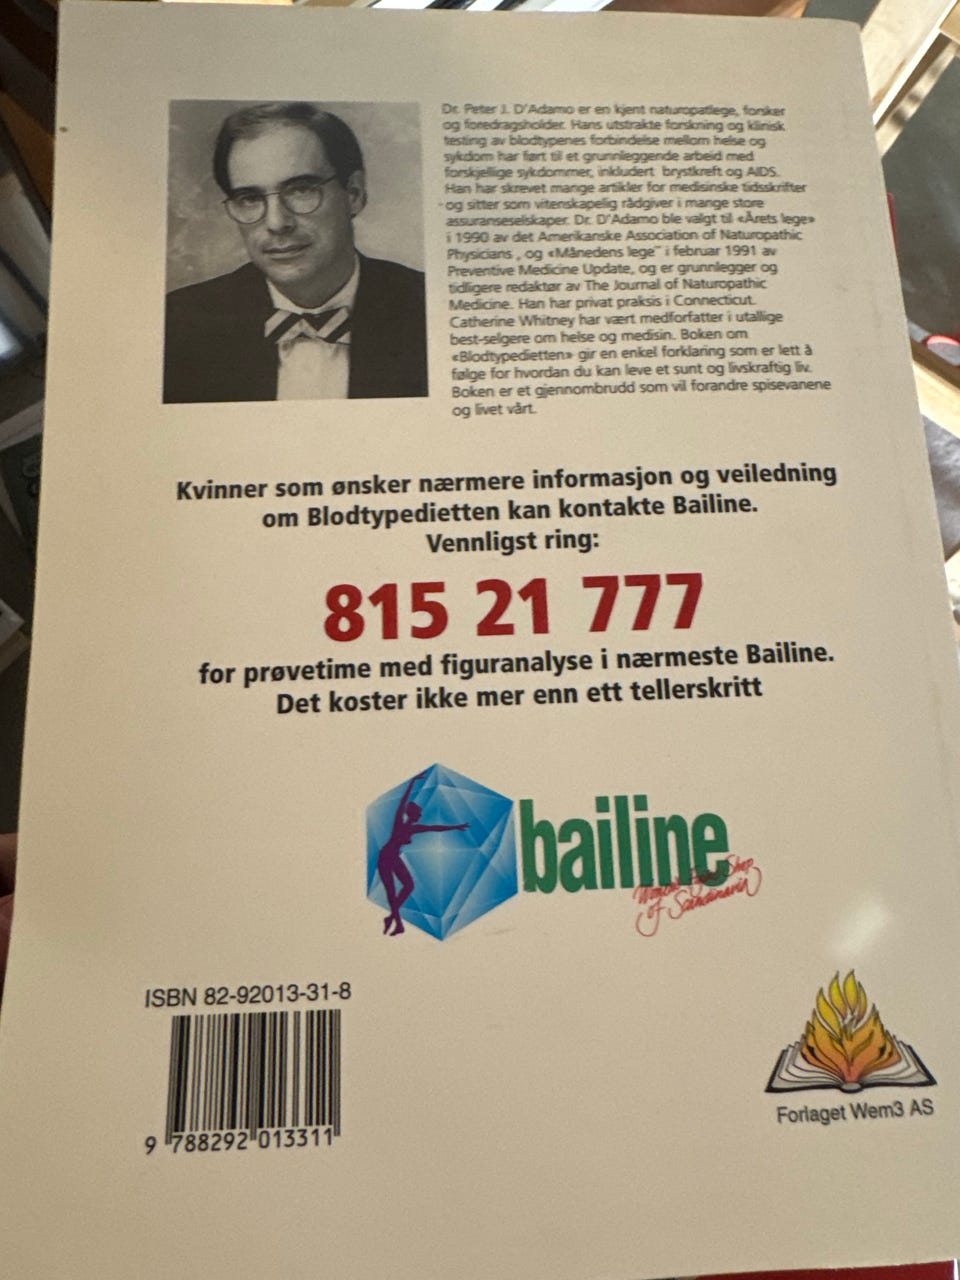 Dr. Peter J. D'Adamo er en kjent naturopatlege, forsker
og foredragsholder. Hans utstrakte forskning og klinisk
testing av blodtypenes forbindelse mellom helse og
sykdom har ført til et grunnleggende arbeid med
forskjellige sykdommer, inkludert brystkreft og AIDS.
Han har skrevet mange artikler for medisinske tidsskrifter
og sitter som vitenskapelig rådgiver i mange store
assuranseselskaper. Dr. D'Adamo ble valgt til «Årets lege»
i 1990 av det Amerikanske Association of Naturopathic
Physicians , og «Månedens lege" i februar 1991 av
Preventive Medicine Update, og er grunnlegger og
tidligere redaktør av The Journal of Naturopathic
Medicine. Han har privat praksis i Connecticut.
Catherine Whitney har vært medforfatter i utallige
best-selgere om helse og medisin. Boken om
«Blodtypedietten» gir en enkel forklaring som er lett å
følge for hvordan du kan leve et sunt og livskraftig liv.
Boken er et gjennombrudd som vil forandre spisevanene
og livet vårt.
Kvinner som ønsker nærmere informasjon og veiledning
om Blodtypedietten kan kontakte Bailine.
Vennligst ring:
815 21 777
for prøvetime med figuranalyse i nærmeste Bailine.
Det koster ikke mer enn ett tellerskritt
bailine
Shop
of Scandinavia
ISBN 82-92013-31-8
9 788292 013311
Forlaget Wem3 AS